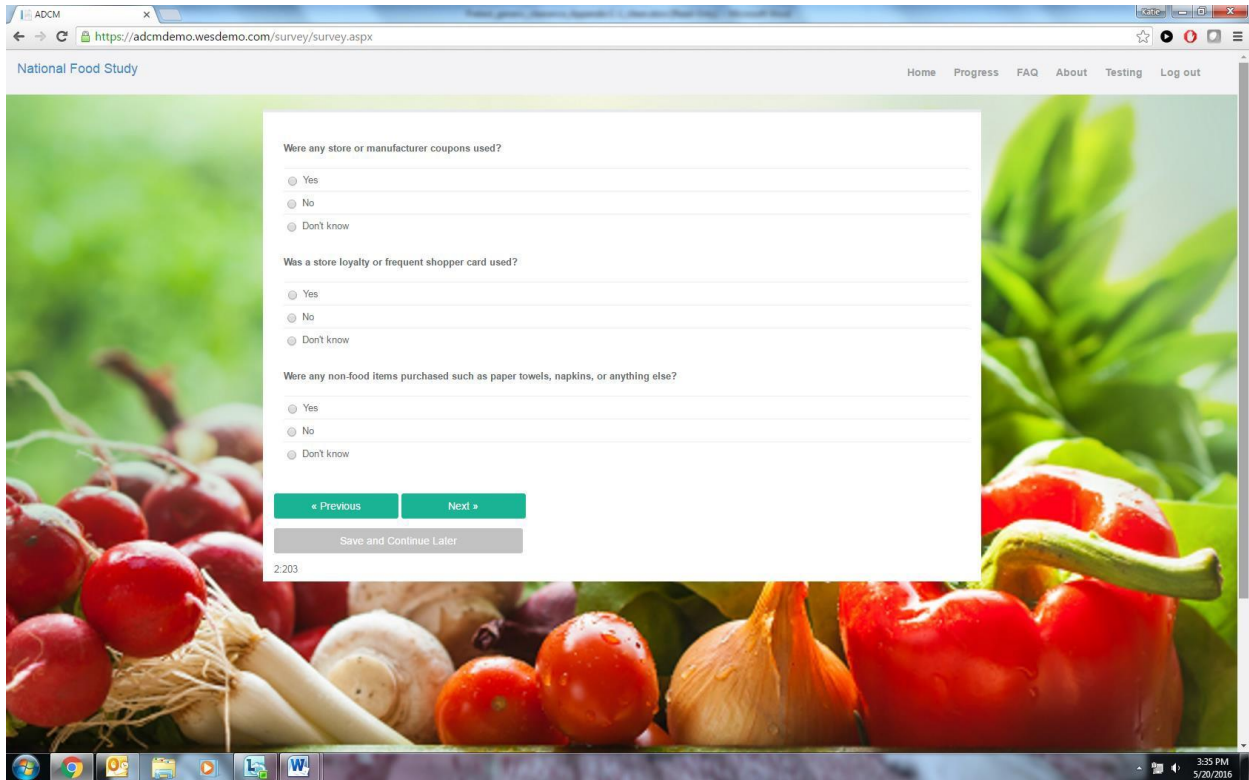 ADCM
Katie
https://adcmdemo.wesdemo.com/survey/survey.aspx
National Food Study
Home Progress FAQ About Testing Log out
Were any store or manufacturer coupons used?
Yes
No
Don't know
Was a store loyalty or frequent shopper card used?
Yes
No
Don't know
Were any non-food items purchased such as paper towels, napkins, or anything else?
Yes
No
Don't know
« Previous
Next »
Save and Continue Later
2:203
3:35 PM
5/20/2016